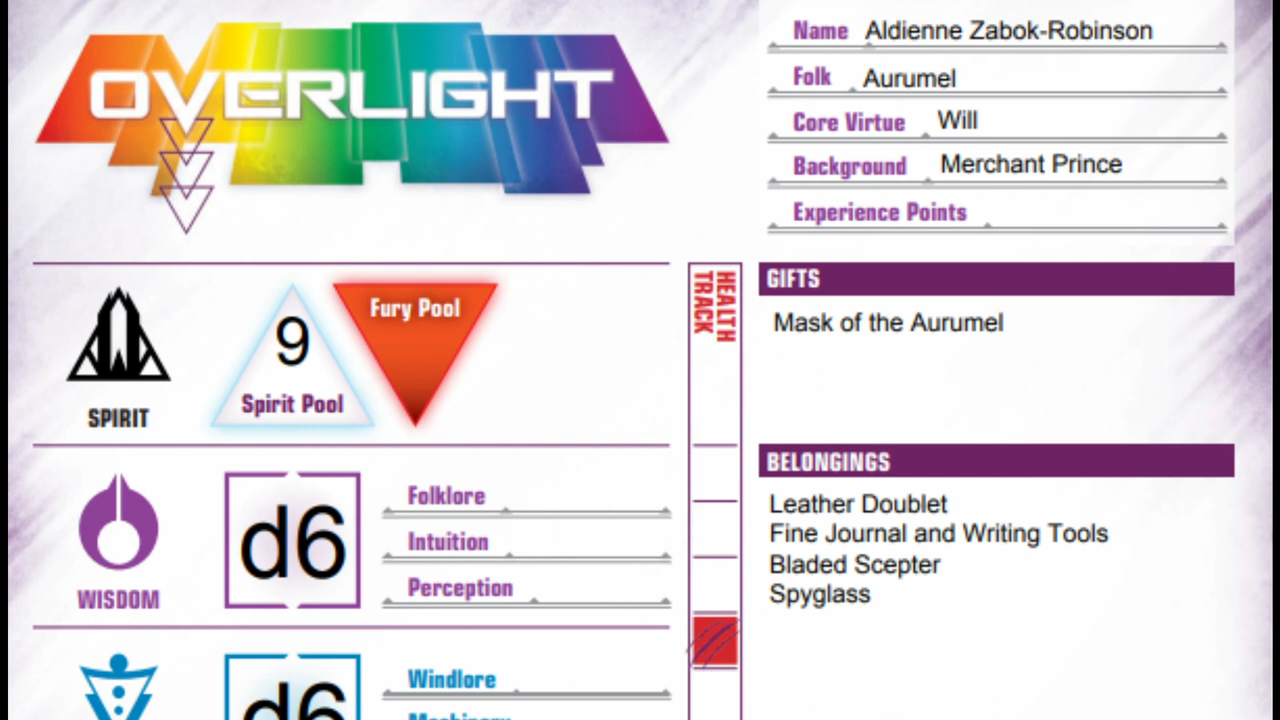 OVERLIGHT
Name Aldienne Zabok-Robinson
Folk Aurumel
Core Virtue Will
Background Merchant Prince
Experience Points
SPIRIT
9
Spirit Pool
Fury Pool
HEALTH
TRACK
GIFTS
Mask of the Aurumel
WISDOM
d6
Folklore
Intuition
Perception
BELONGINGS
Leather Doublet
Fine Journal and Writing Tools
Bladed Scepter
Spyglass
d6
Windlore
Machinery